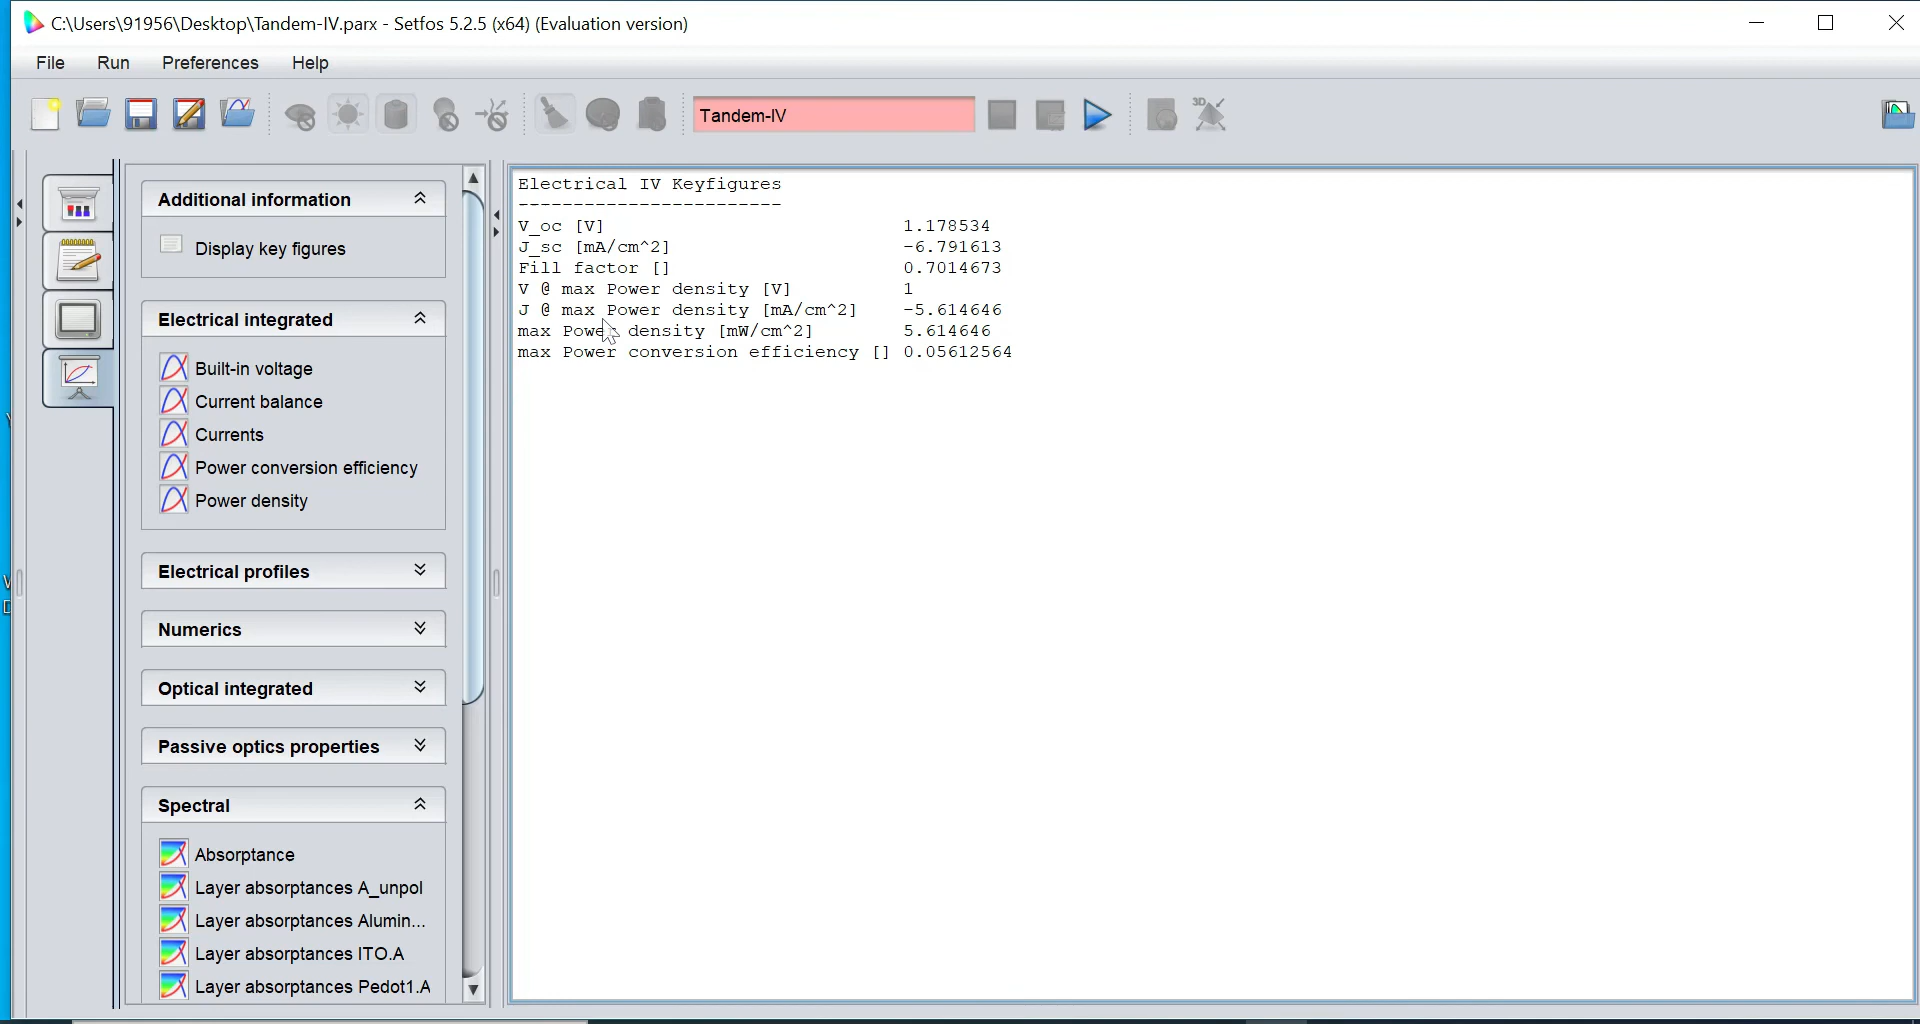 C:\Users\91956\Desktop\Tandem-IV.parx - Setfos 5.2.5 (x64) (Evaluation version)
File Run Preferences Help
3D
Tandem-IV
Additional information
Display key figures
Electrical integrated
Built-in voltage
Current balance
Currents
Power conversion efficiency
Power density
Electrical profiles
Numerics
Optical integrated
Passive optics properties
Spectral
Absorptance
Layer absorptances A_unpol
Layer absorptances Alumin...
Layer absorptances ITO.A
Layer absorptances Pedot1.A
Electrical IV Keyfigures
------------------------
V_oc [V] 1.178534
J_sc [mA/cm^2] -6.791613
Fill factor [] 0.7014673
V @ max Power density [V] 1
J @ max Power density [mA/cm^2] -5.614646
max Power density [mW/cm^2] 5.614646
max Power conversion efficiency [] 0.05612564